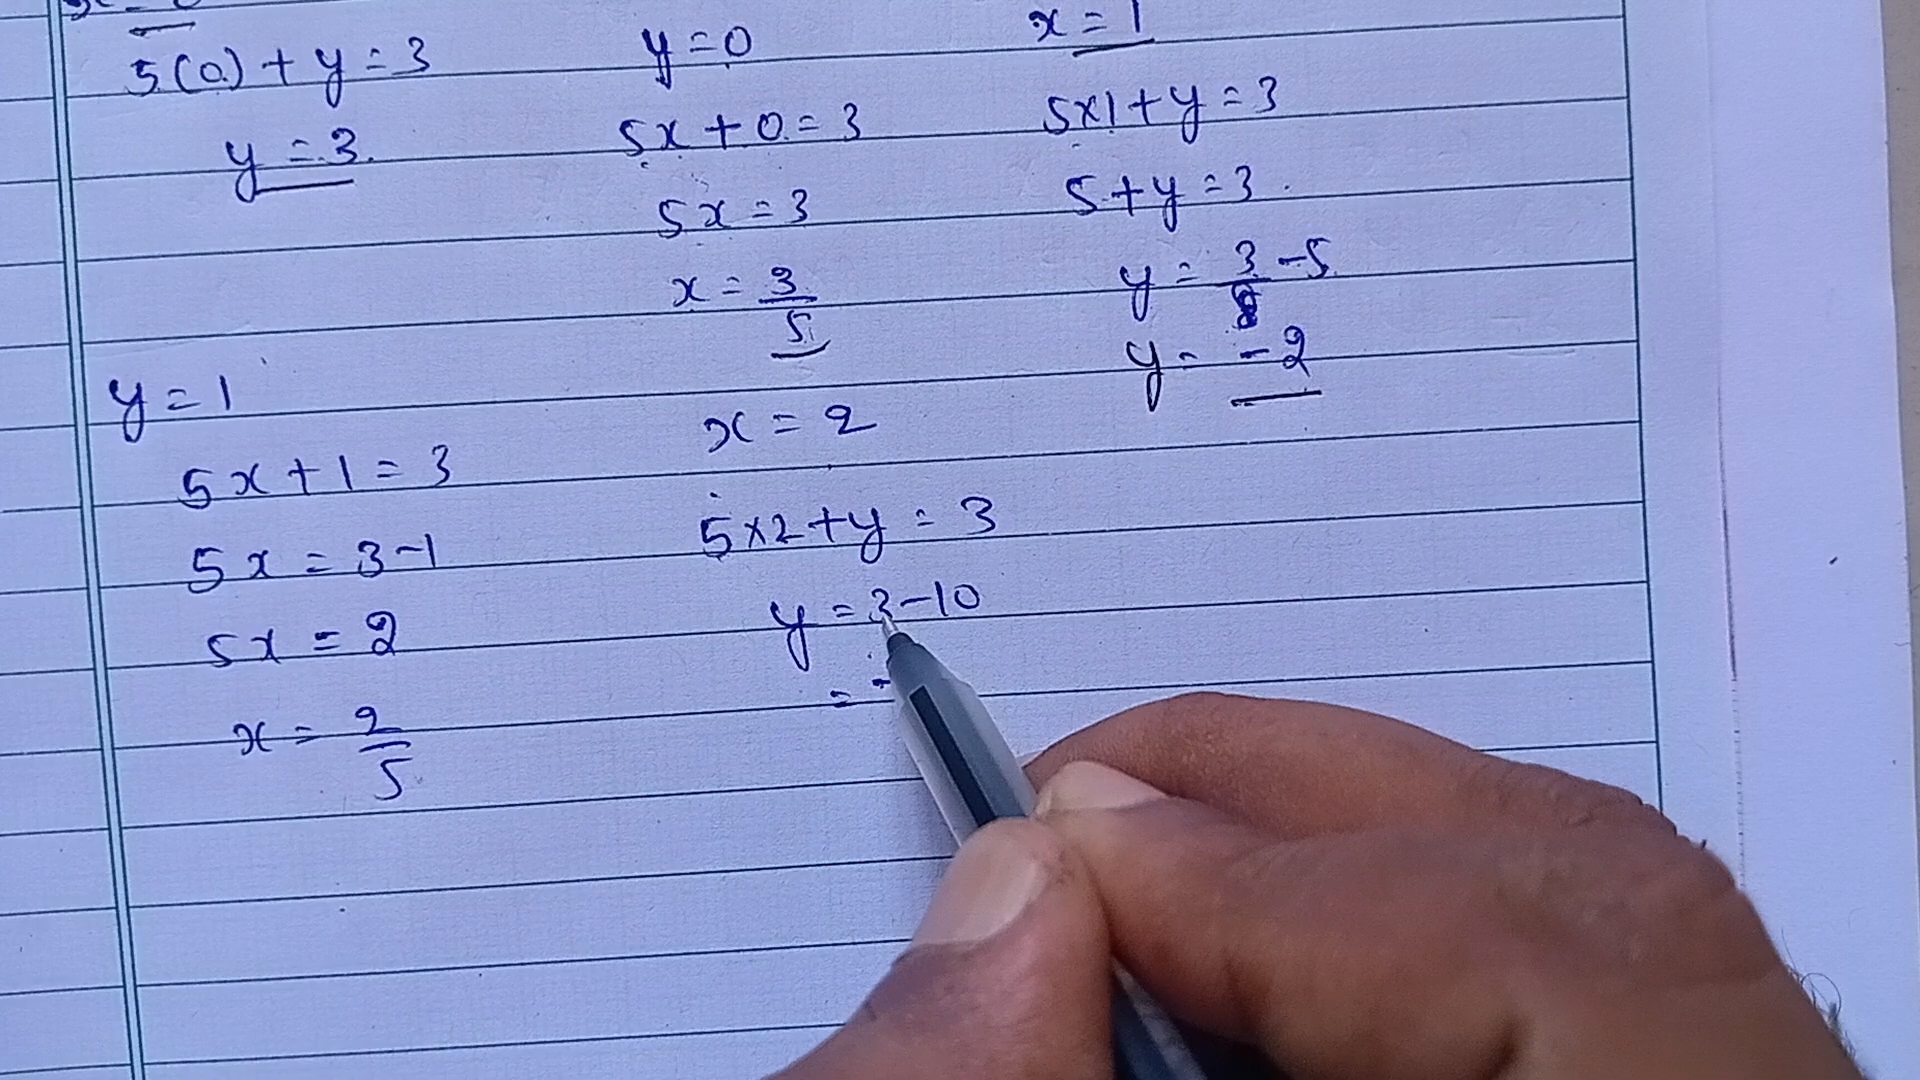 5(0) + y = 3
y = 3
y = 0
5x + 0 = 3
5x = 3
x = 3/5
x = 1
5x1 + y = 3
5 + y = 3
y = 3 - 5
y = -2
y = 1
5x + 1 = 3
5x = 3 - 1
5x = 2
x = 2/5
x = 2
5x2 + y = 3
y = 3 - 10
= -